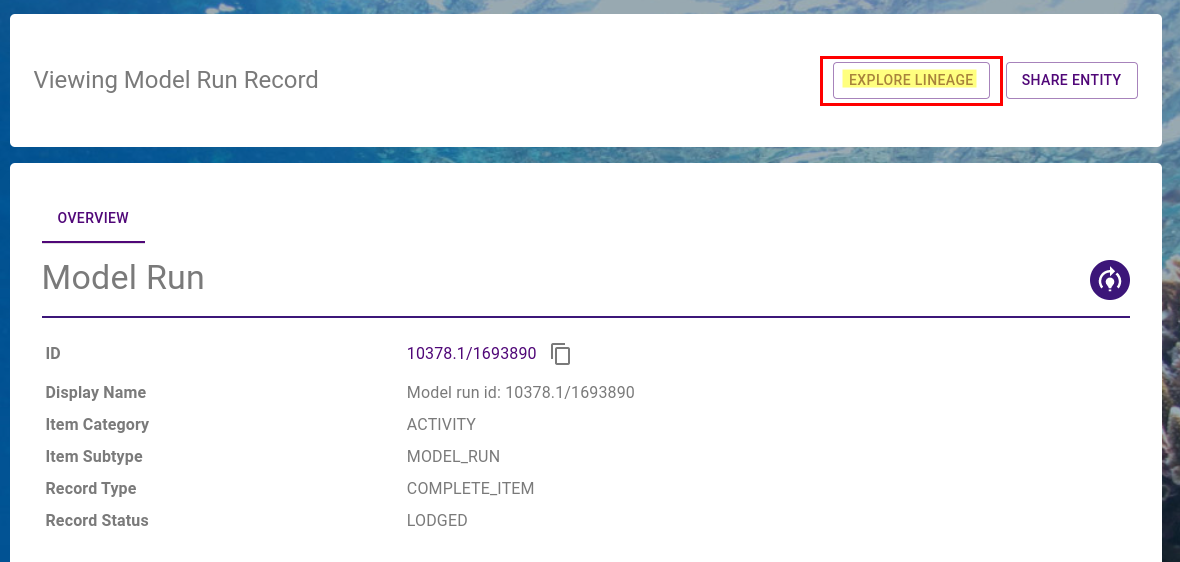 Viewing Model Run Record
EXPLORE LINEAGE
SHARE ENTITY
OVERVIEW
Model Run
ID 10378.1/1693890
Display Name Model run id: 10378.1/1693890
Item Category ACTIVITY
Item Subtype MODEL_RUN
Record Type COMPLETE_ITEM
Record Status LODGED